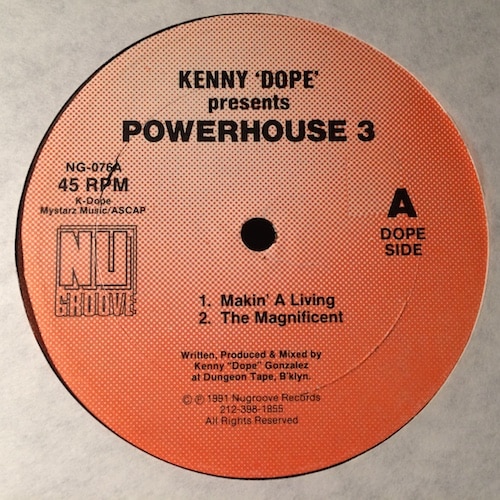 KENNY 'DOPE'
presents
POWERHOUSE 3
NG-076A
45 RPM
K-Dope
Mystarz Music/ASCAP
A
DOPE
SIDE
NU
GROOVE
1. Makin' A Living
2. The Magnificent
Written, Produced & Mixed by
Kenny "Dope" Gonzalez
at Dungeon Tape, B'klyn.
© ℗ 1991 Nugroove Records
212-398-1855
All Rights Reserved